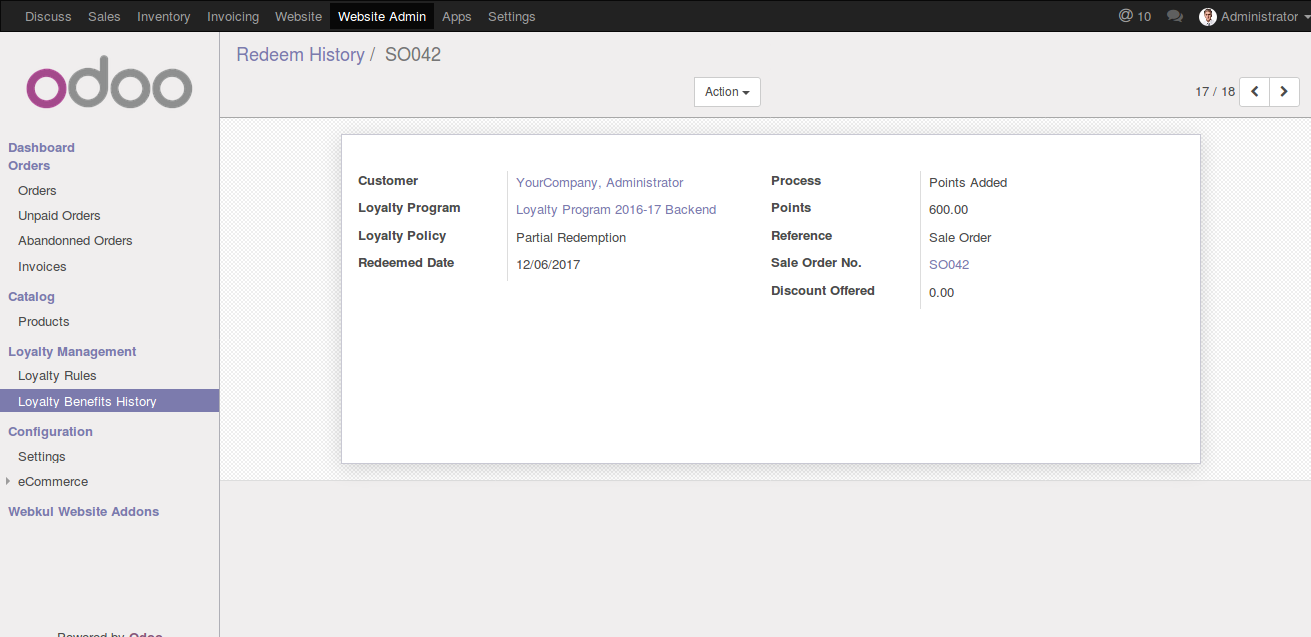 Discuss Sales Inventory Invoicing Website Website Admin Apps Settings @ 10 Administrator
odoo
Redeem History / SO042
Action
17 / 18
Dashboard
Orders
Orders
Unpaid Orders
Abandonned Orders
Invoices
Catalog
Products
Loyalty Management
Loyalty Rules
Loyalty Benefits History
Configuration
Settings
eCommerce
Webkul Website Addons
Powered by Odoo
Customer YourCompany, Administrator
Loyalty Program Loyalty Program 2016-17 Backend
Loyalty Policy Partial Redemption
Redeemed Date 12/06/2017
Process Points Added
Points 600.00
Reference Sale Order
Sale Order No. SO042
Discount Offered 0.00